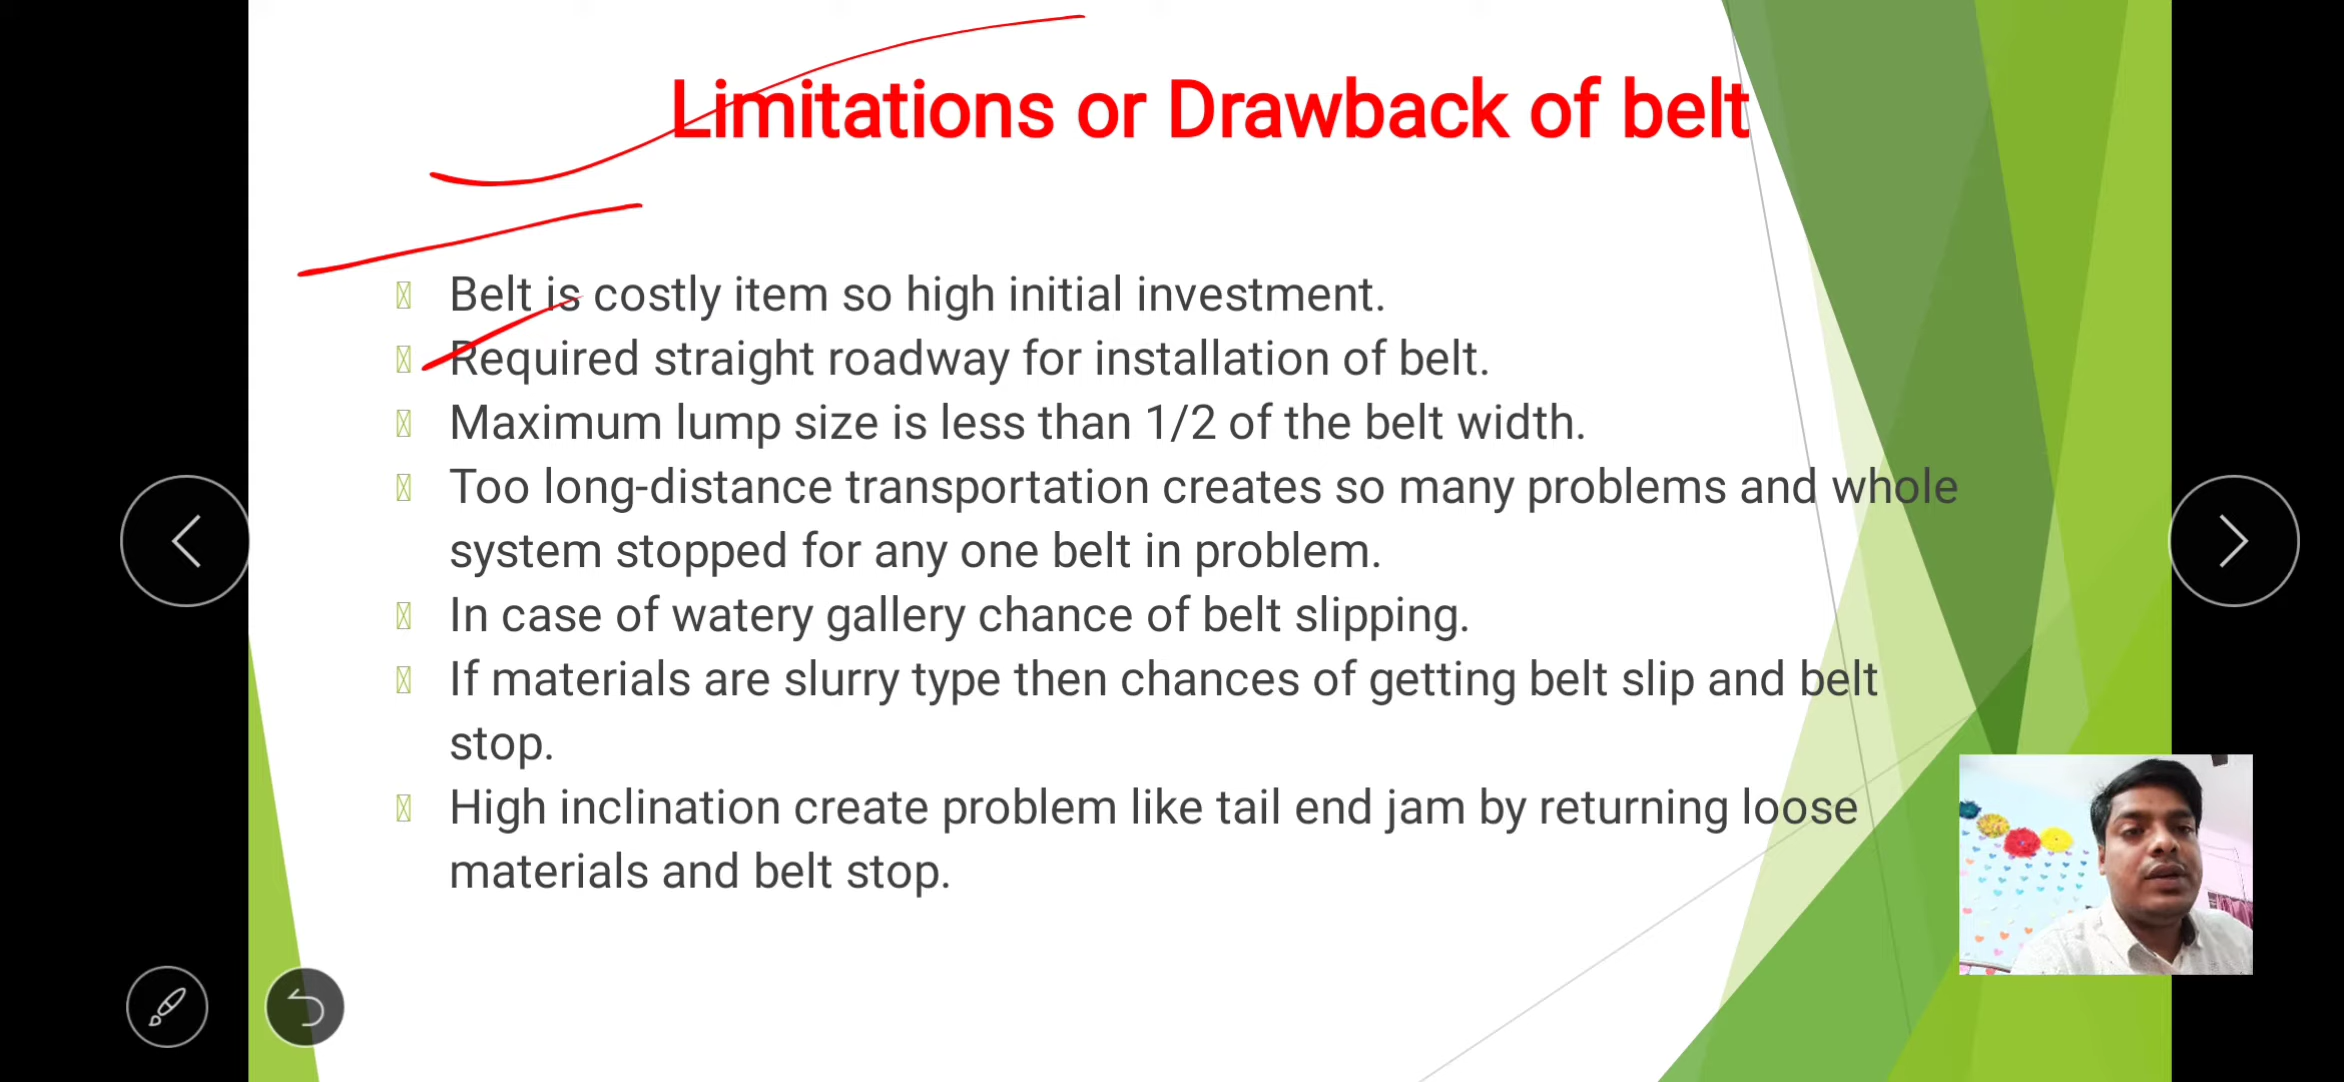 Limitations or Drawback of belt
Belt is costly item so high initial investment.
Required straight roadway for installation of belt.
Maximum lump size is less than 1/2 of the belt width.
Too long-distance transportation creates so many problems and whole
system stopped for any one belt in problem.
In case of watery gallery chance of belt slipping.
If materials are slurry type then chances of getting belt slip and belt
stop.
High inclination create problem like tail end jam by returning loose
materials and belt stop.